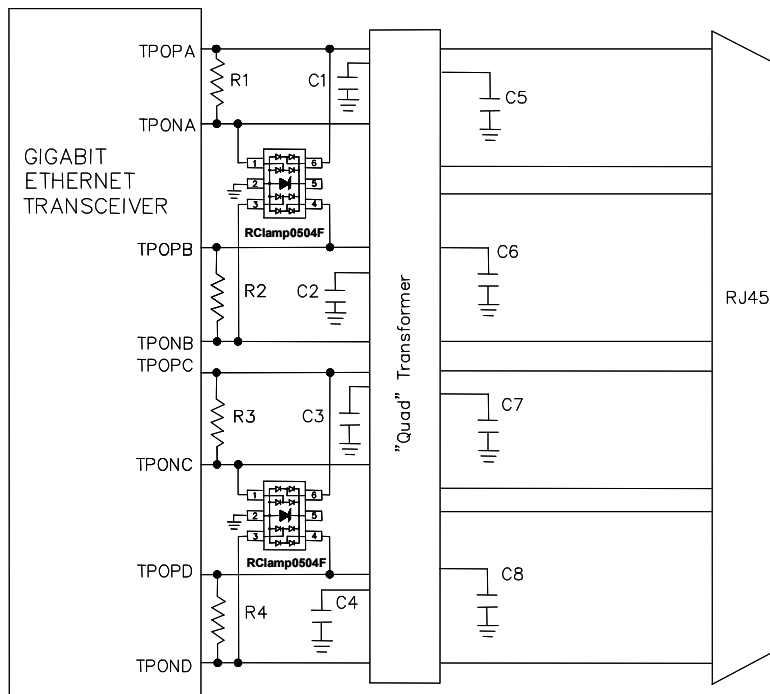 TPOPA
R1
C1
C5
TPONA
GIGABIT
ETHERNET
TRANSCEIVER
1
6
2
5
3
4
RClamp0504F
TPOPB
C6
R2
C2
TPONB
"Quad" Transformer
RJ45
TPOPC
R3
C3
C7
TPONC
1
6
2
5
3
4
RClamp0504F
TPOPD
C8
R4
C4
TPOND